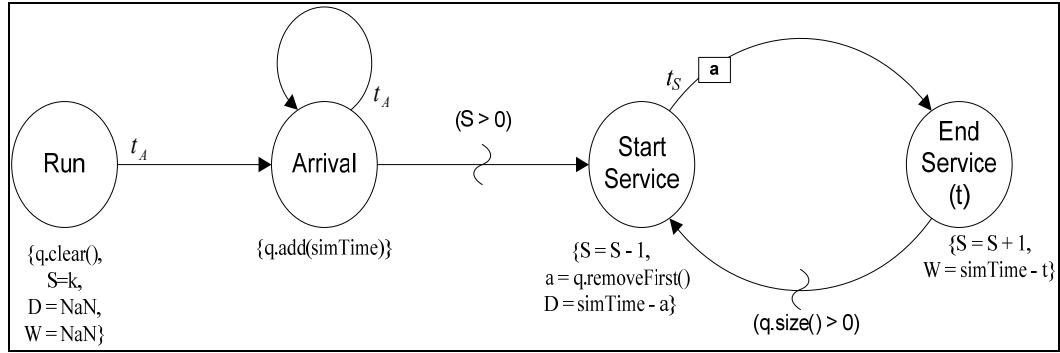 Run
t_A
{q.clear(),
S=k,
D = NaN,
W = NaN}
Arrival
t_A
{q.add(simTime)}
(S > 0)
Start
Service
{S = S - 1,
a = q.removeFirst()
D = simTime - a}
t_S
a
End
Service
(t)
{S = S + 1,
W = simTime - t}
(q.size() > 0)